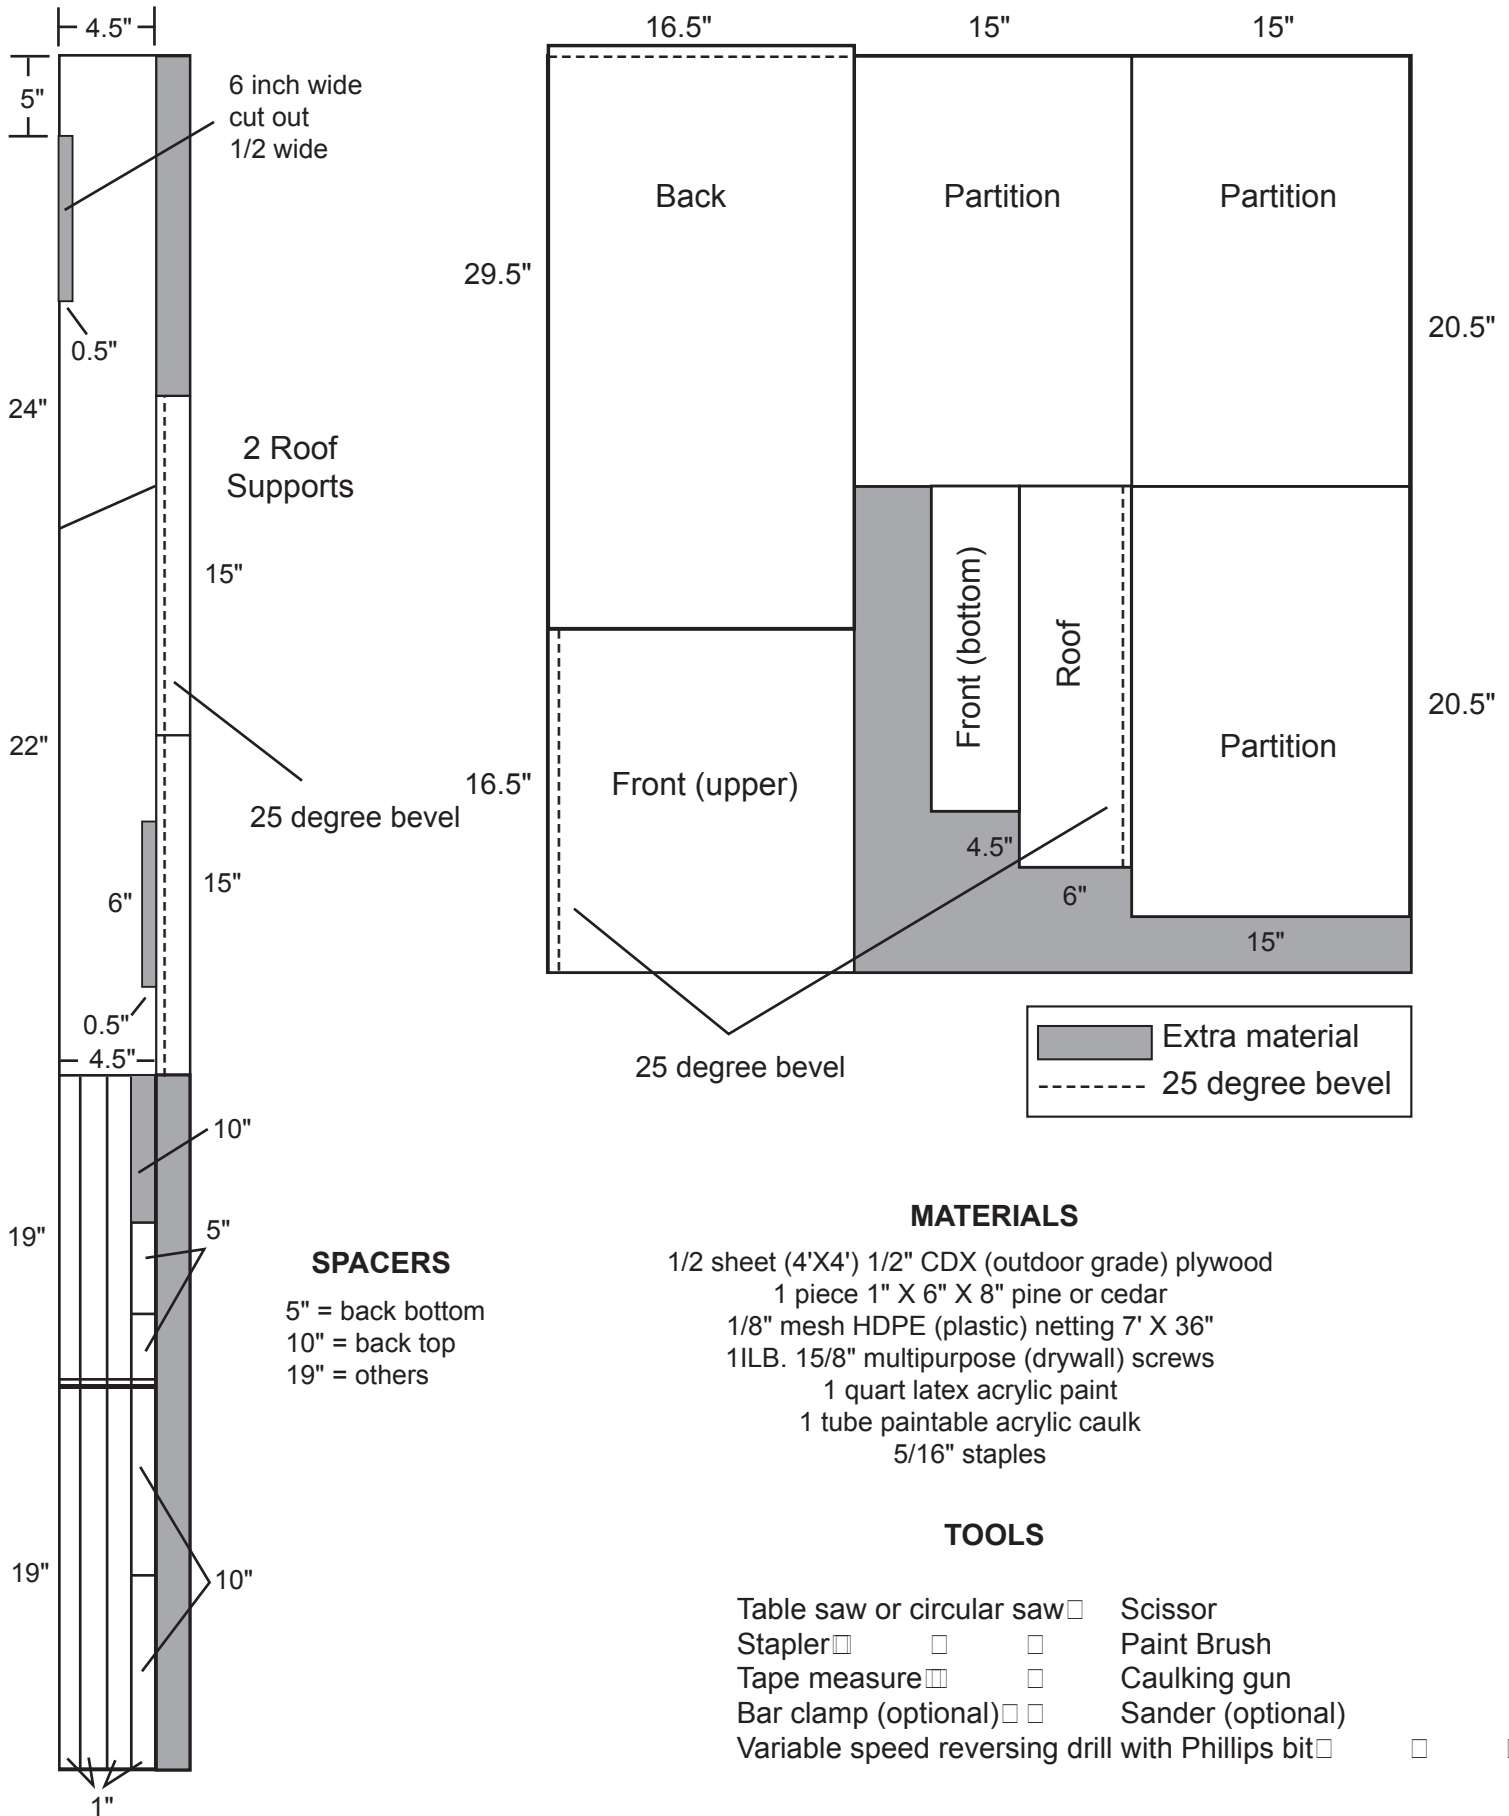 4.5"
5"
6 inch wide
cut out
1/2 wide
0.5"
24"
2 Roof
Supports
15"
22"
25 degree bevel
15"
6"
0.5"
4.5"
10"
19"
5"
SPACERS
5" = back bottom
10" = back top
19" = others
19"
10"
1"
16.5"
15"
15"
Back
Partition
Partition
29.5"
20.5"
Front (bottom)
Roof
20.5"
Partition
16.5"
Front (upper)
4.5"
6"
15"
25 degree bevel
Extra material
25 degree bevel
MATERIALS
1/2 sheet (4'X4') 1/2" CDX (outdoor grade) plywood
1 piece 1" X 6" X 8" pine or cedar
1/8" mesh HDPE (plastic) netting 7' X 36"
1ILB. 15/8" multipurpose (drywall) screws
1 quart latex acrylic paint
1 tube paintable acrylic caulk
5/16" staples
TOOLS
Table saw or circular saw Scissor
Stapler Paint Brush
Tape measure Caulking gun
Bar clamp (optional) Sander (optional)
Variable speed reversing drill with Phillips bit